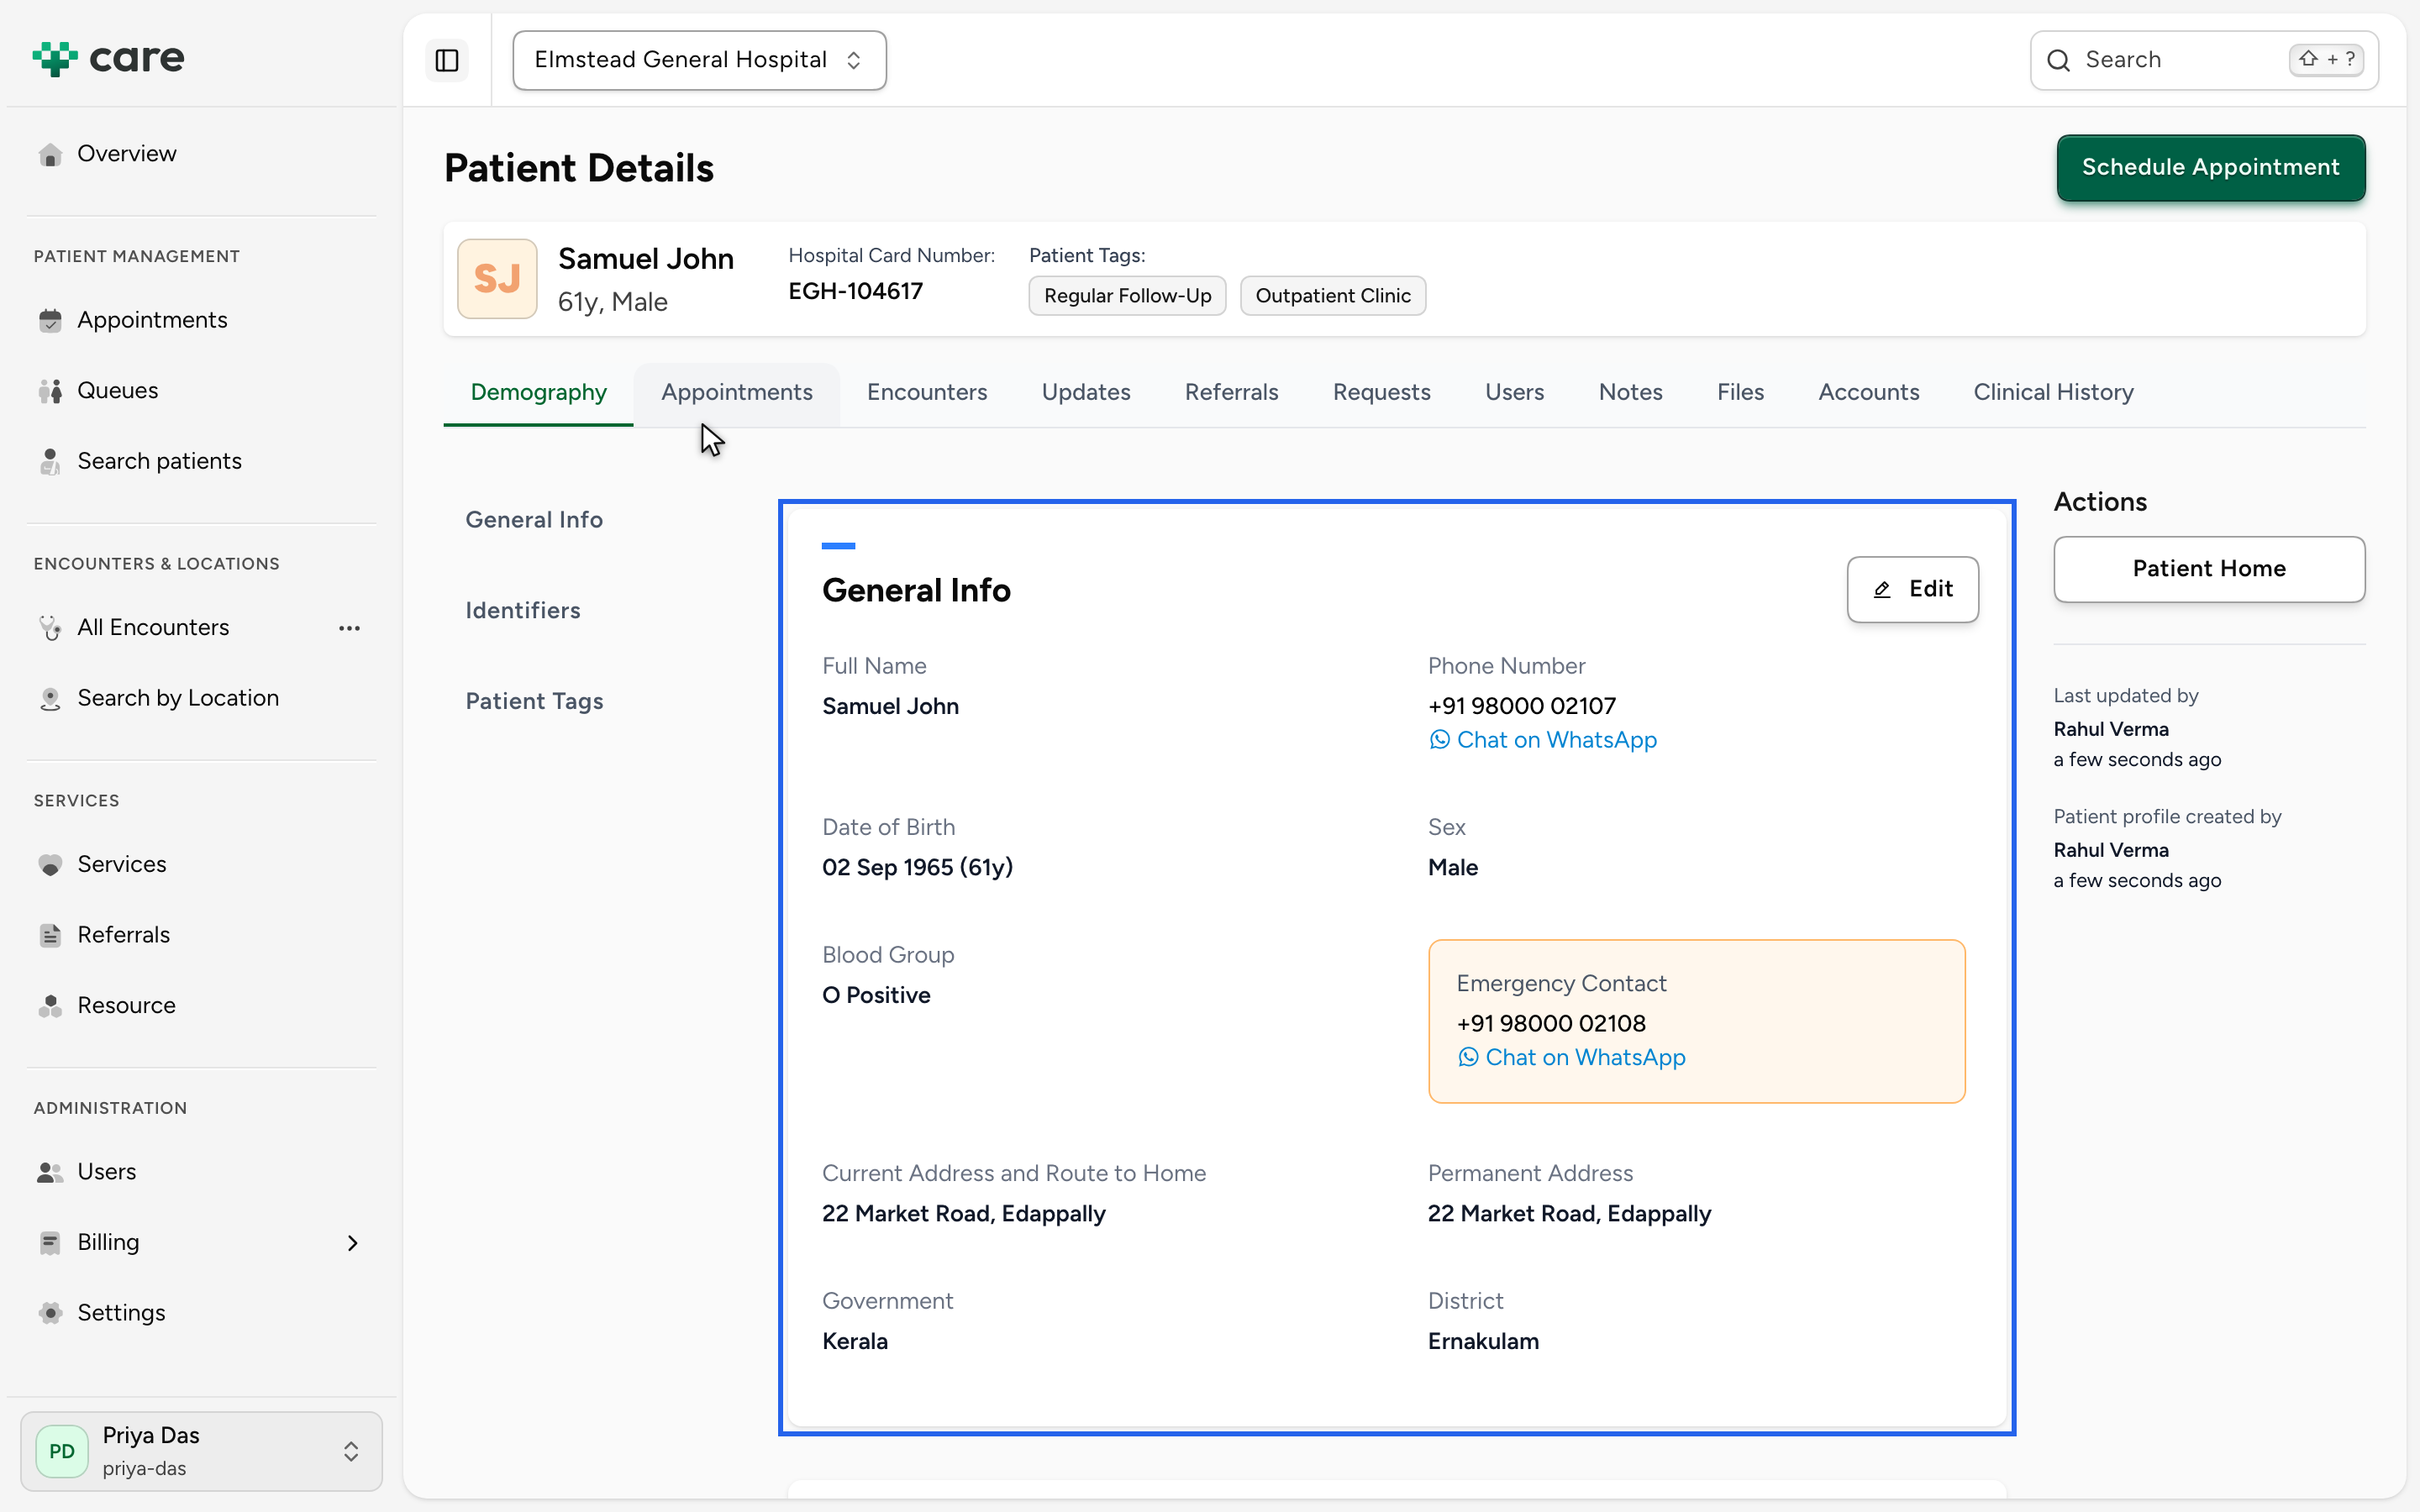 care
Elmstead General Hospital
Search
+ ?
Overview
PATIENT MANAGEMENT
Appointments
Queues
Search patients
ENCOUNTERS & LOCATIONS
All Encounters
Search by Location
SERVICES
Services
Referrals
Resource
ADMINISTRATION
Users
Billing
Settings
PD
Priya Das
priya-das
Patient Details
Schedule Appointment
SJ
Samuel John
61y, Male
Hospital Card Number:
EGH-104617
Patient Tags:
Regular Follow-Up
Outpatient Clinic
Demography
Appointments
Encounters
Updates
Referrals
Requests
Users
Notes
Files
Accounts
Clinical History
General Info
Identifiers
Patient Tags
General Info
Edit
Full Name
Samuel John
Phone Number
+91 98000 02107
Chat on WhatsApp
Date of Birth
02 Sep 1965 (61y)
Sex
Male
Blood Group
O Positive
Emergency Contact
+91 98000 02108
Chat on WhatsApp
Current Address and Route to Home
22 Market Road, Edappally
Permanent Address
22 Market Road, Edappally
Government
Kerala
District
Ernakulam
Actions
Patient Home
Last updated by
Rahul Verma
a few seconds ago
Patient profile created by
Rahul Verma
a few seconds ago